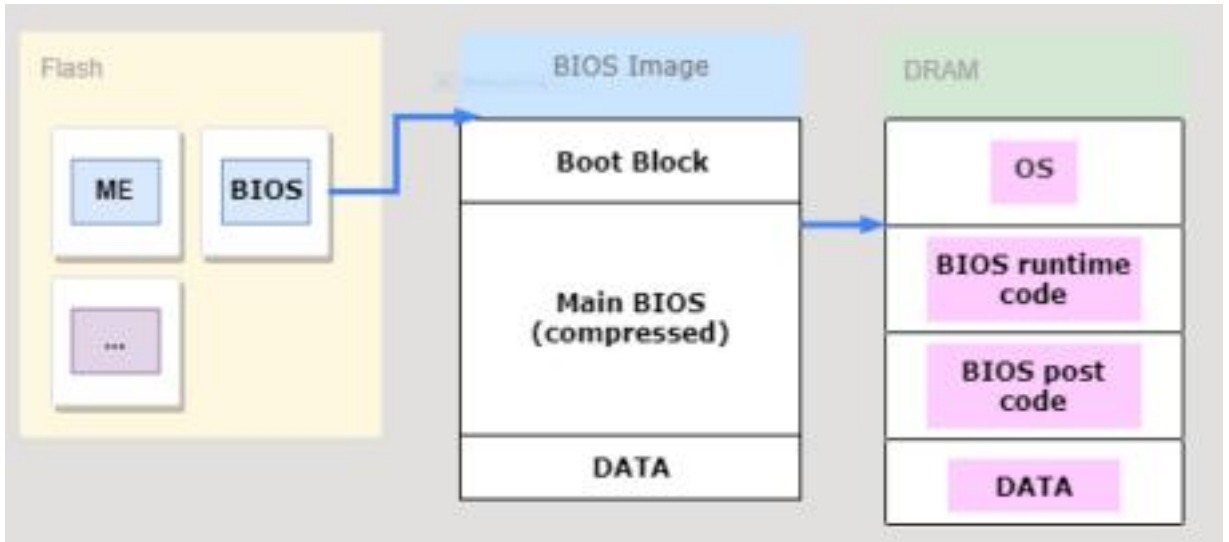 Flash
ME
BIOS
...
BIOS Image
Boot Block
Main BIOS
(compressed)
DATA
DRAM
OS
BIOS runtime
code
BIOS post
code
DATA